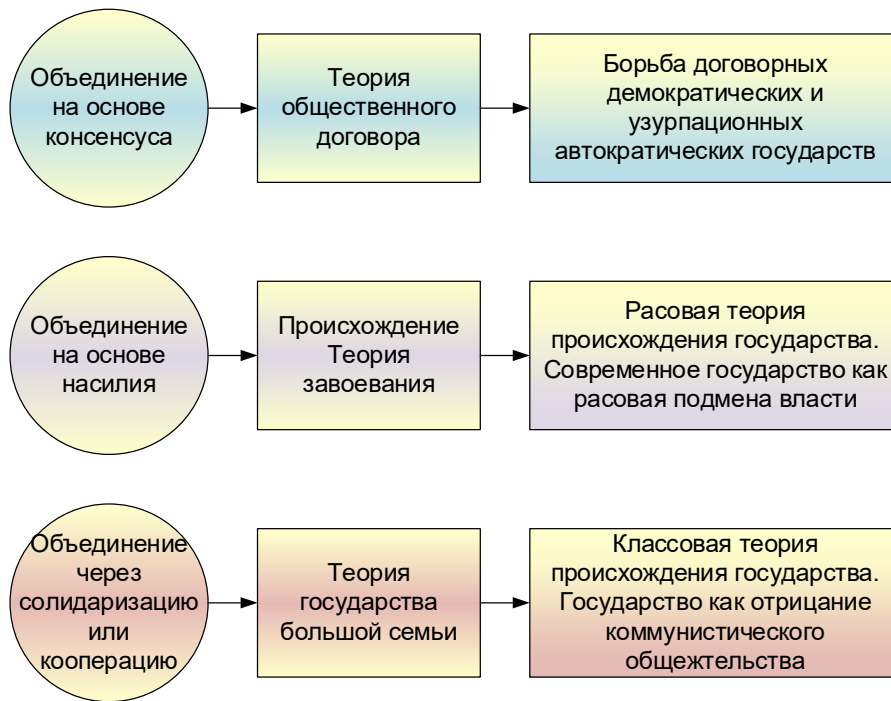 Объединение
на основе
консенсуса
Теория
общественного
договора
Борьба договорных
демократических и
узурпационных
автократических государств
Объединение
на основе
насилия
Происхождение
Теория
завоевания
Расовая теория
происхождения государства.
Современное государство как
расовая подмена власти
Объединение
через
солидаризацию
или
кооперацию
Теория
государства
большой семьи
Классовая теория
происхождения государства.
Государство как отрицание
коммунистического
общежтельства